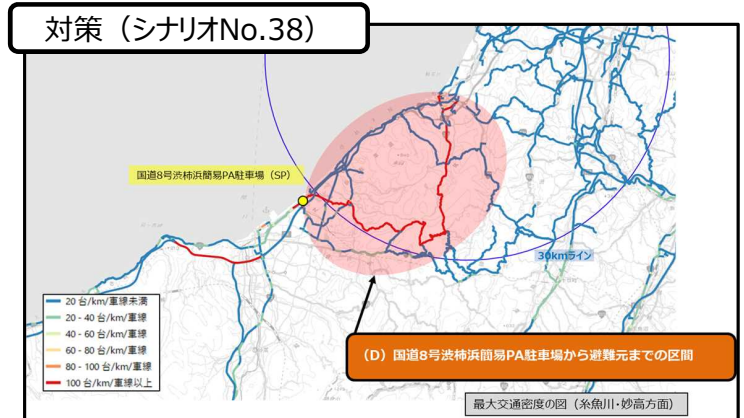 対策（シナリオNo.38）
国道8号渋柿浜簡易PA駐車場（SP）
30kmライン
20 台/km/車線未満
20 - 40 台/km/車線
40 - 60 台/km/車線
60 - 80 台/km/車線
80 - 100 台/km/車線
100 台/km/車線以上
（D）国道8号渋柿浜簡易PA駐車場から避難元までの区間
最大交通密度の図（糸魚川・妙高方面）